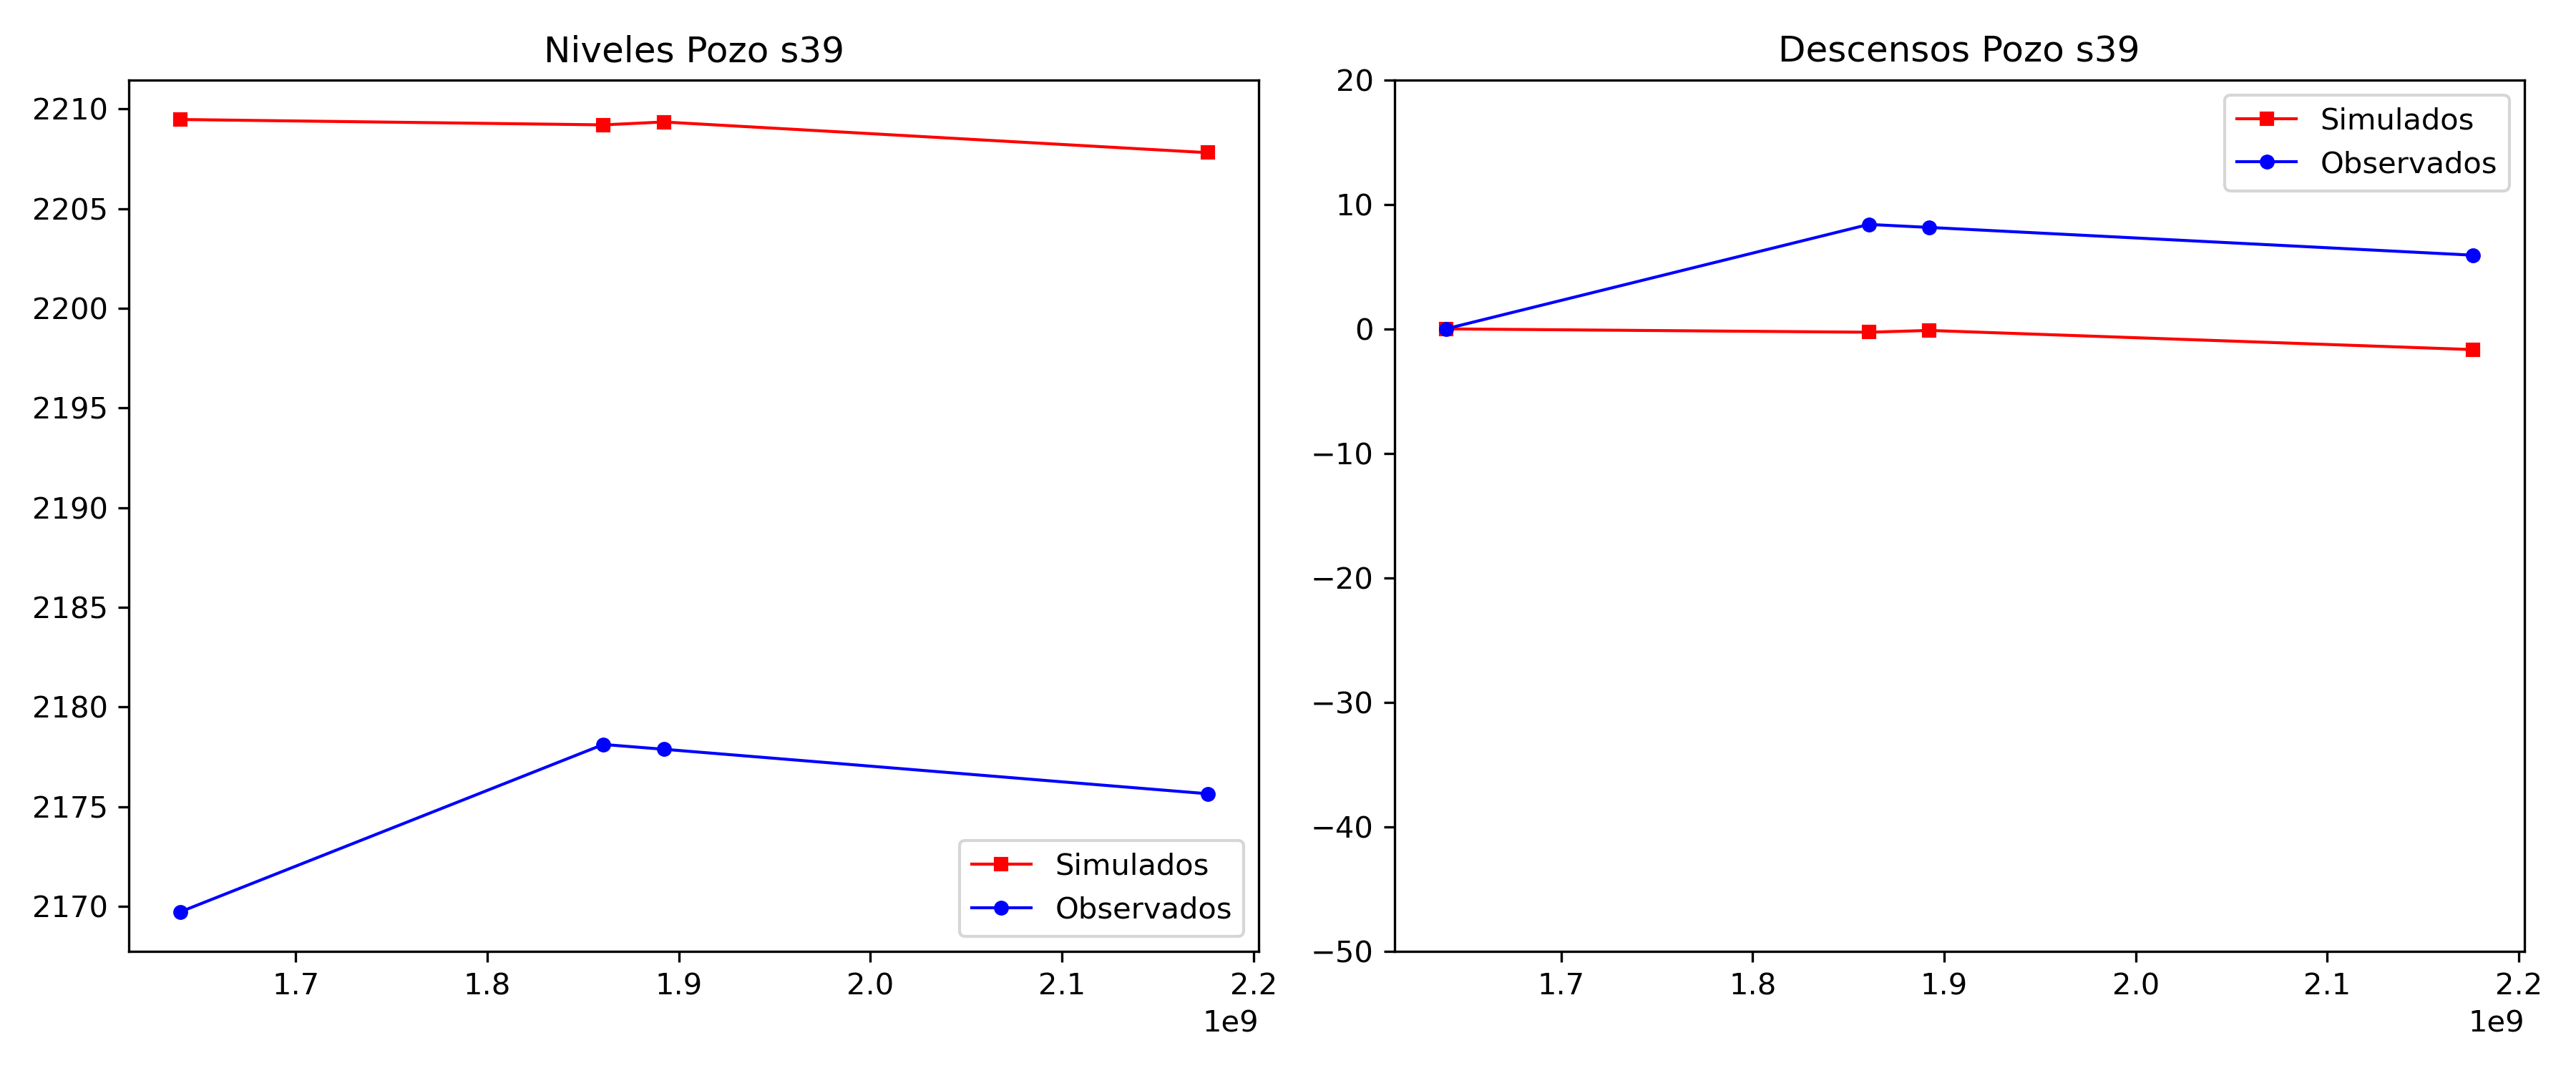 Niveles Pozo s39
2210
2205
2200
2195
2190
2185
2180
2175
2170
1.7 1.8 1.9 2.0 2.1 2.2
1e9
Simulados
Observados
Descensos Pozo s39
20
10
0
−10
−20
−30
−40
−50
1.7 1.8 1.9 2.0 2.1 2.2
1e9
Simulados
Observados